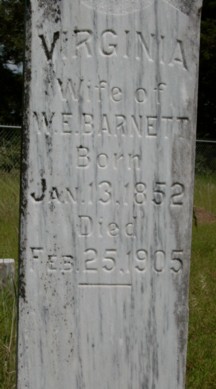 VIRGINIA
Wife of
W.E. BARNETT
Born
JAN. 13, 1852
Died
FEB. 25, 1905